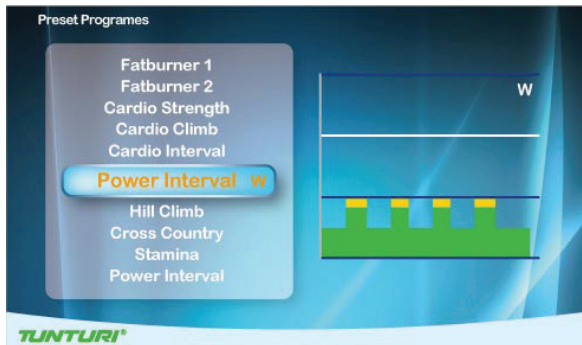 Preset Programes
Fatburner 1
Fatburner 2
Cardio Strength
Cardio Climb
Cardio Interval
Power Interval W
Hill Climb
Cross Country
Stamina
Power Interval
W
TUNTURI®